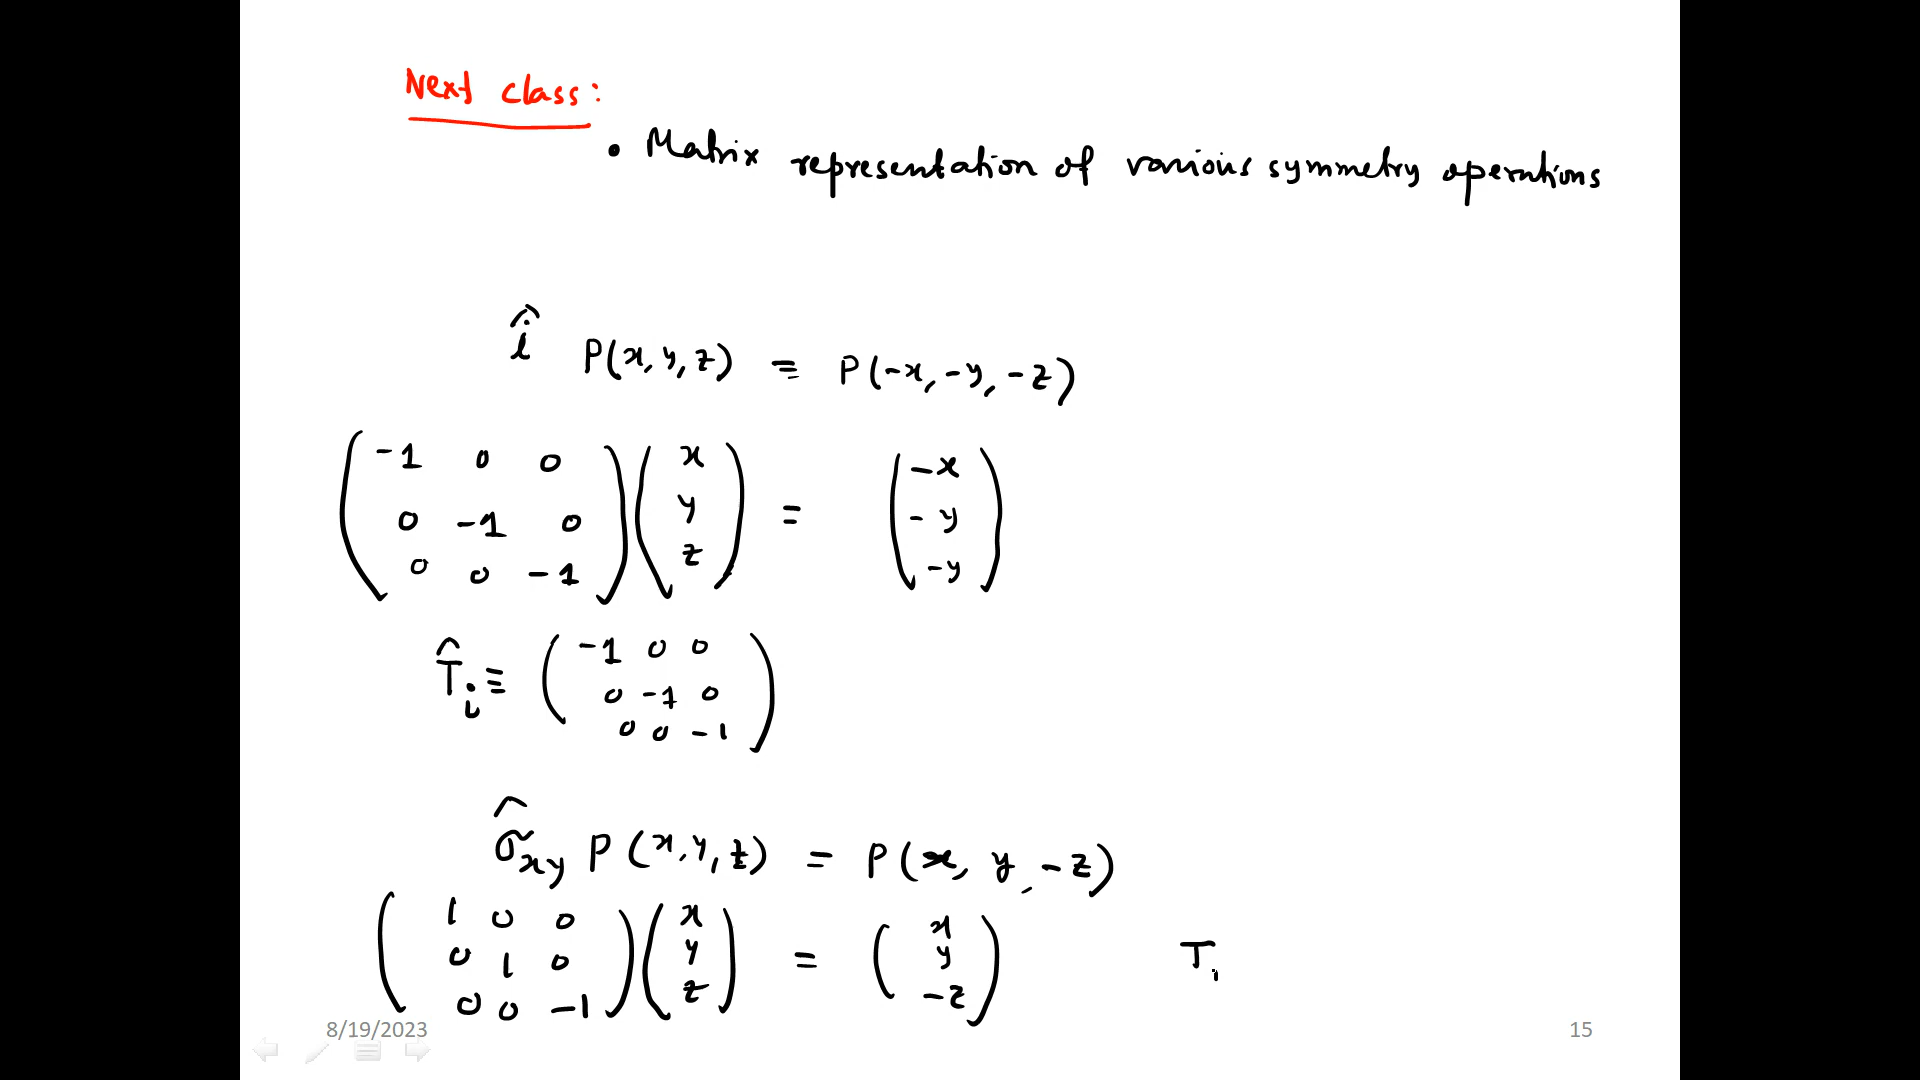 Next class:
• Matrix representation of various symmetry operations
î P(x, y, z) = P(-x, -y, -z)
(-1 0 0) (x) = (-x)
(0 -1 0) (y) (-y)
(0 0 -1) (z) (-y)
T̂i ≡ (-1 0 0)
(0 -1 0)
(0 0 -1)
σ̂xy P(x, y, z) = P(x, y, -z)
(1 0 0) (x) = (x)
(0 1 0) (y) (y) T
(0 0 -1) (z) (-z)
8/19/2023 15